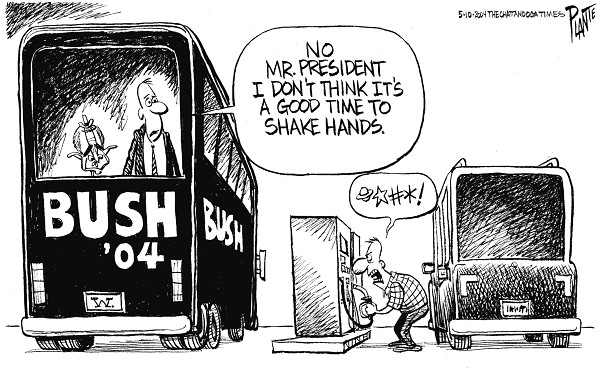 5-10-2004 THE CHATTANOOGA TIMES
PLANTE
NO
MR. PRESIDENT
I DON'T THINK IT'S
A GOOD TIME TO
SHAKE HANDS.
BUSH
'04
BUSH
"W."
#*!